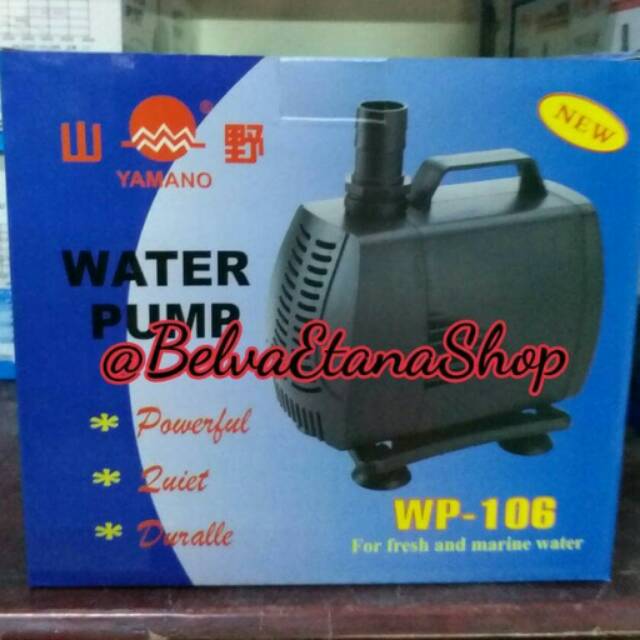 山 野
YAMANO
NEW
WATER
PUMP
@BelvaEtanaShop
* Powerful
* Quiet
* Duralle
WP-106
For fresh and marine water